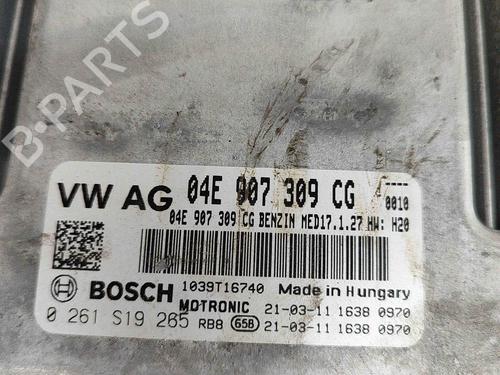 B-PARTS
VW AG 04E 907 309 CG ----
0010
04E 907 309 CG BENZIN MED17.1.27 HW: H20
1039T16740 Made in Hungary
BOSCH MOTRONIC 21-03-11 1638 0970
0 261 S19 265 RB8 658 21-03-11 1638 0970